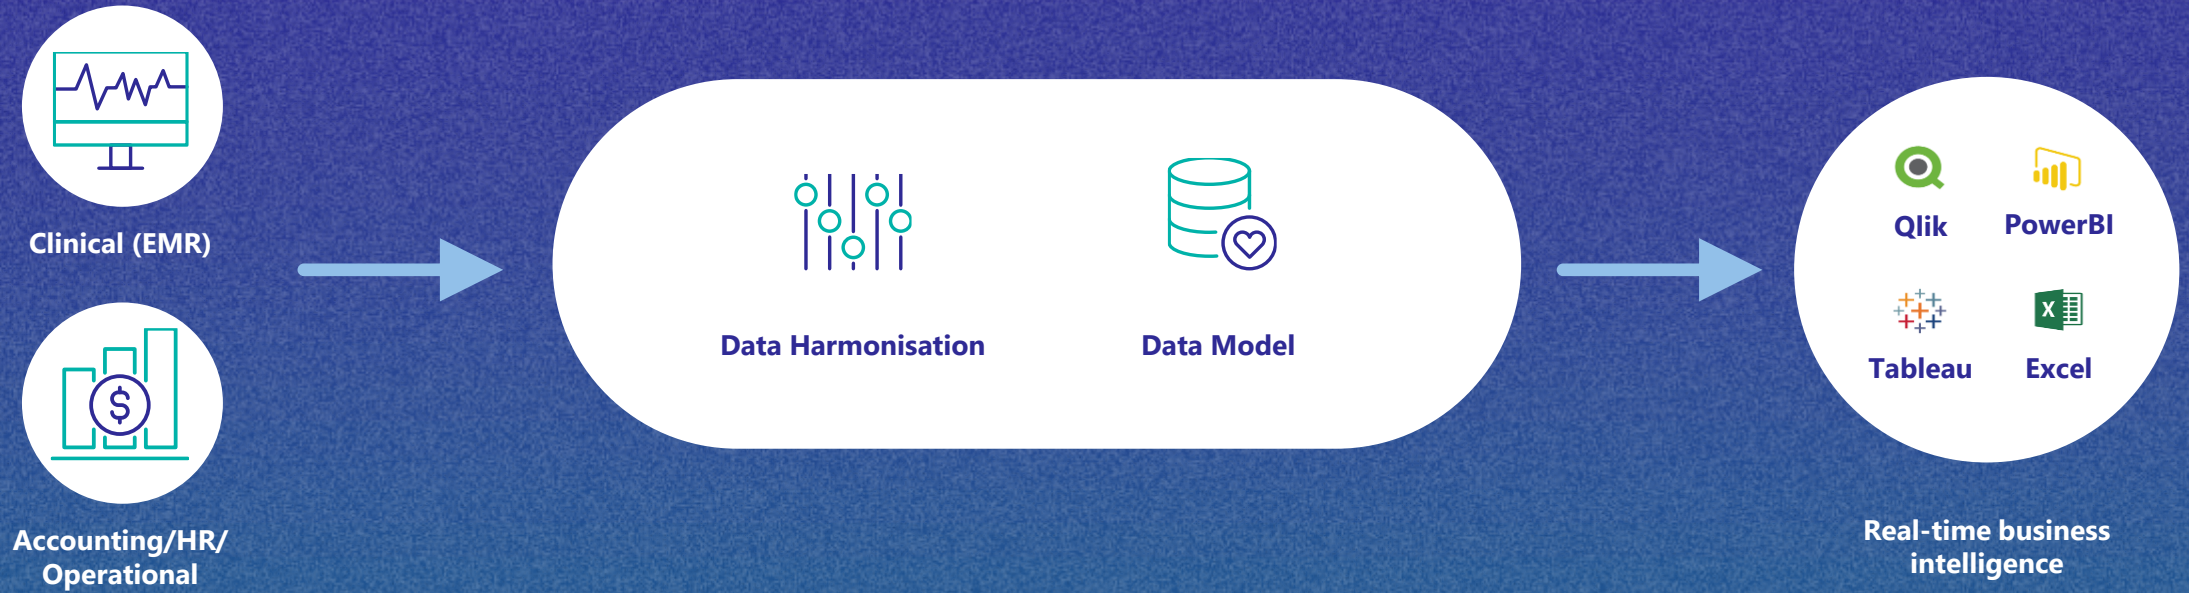 Clinical (EMR)
Accounting/HR/
Operational
$
Data Harmonisation
Data Model
Qlik
PowerBI
Tableau
X
Excel
Real-time business
intelligence